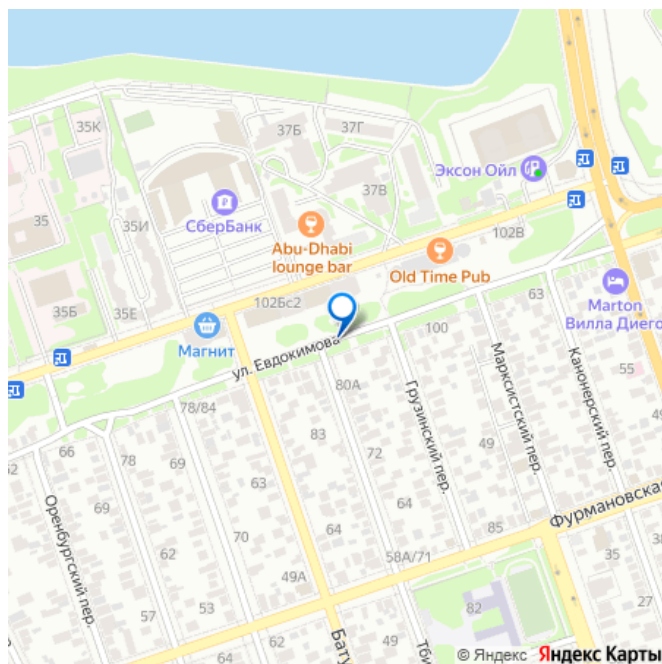 35К
37Б
37Г
Эксон Ойл
37В
35
35И
СберБанк
Abu-Dhabi
lounge bar
102В
Old Time Pub
35Б
35Е
102Бс2
63
Marton
Вилла Диего
Магнит
ул. Евдокимова
100
55
78/84
80А
Грузинский пер.
Марксистский пер.
Канонерский пер.
62
66
78
69
83
72
49
Оренбургский пер.
69
63
62
70
64
64
85
Фурмановская
58А/71
49А
57
53
82
35
27
Бату
Тби
© Яндекс Яндекс Карты